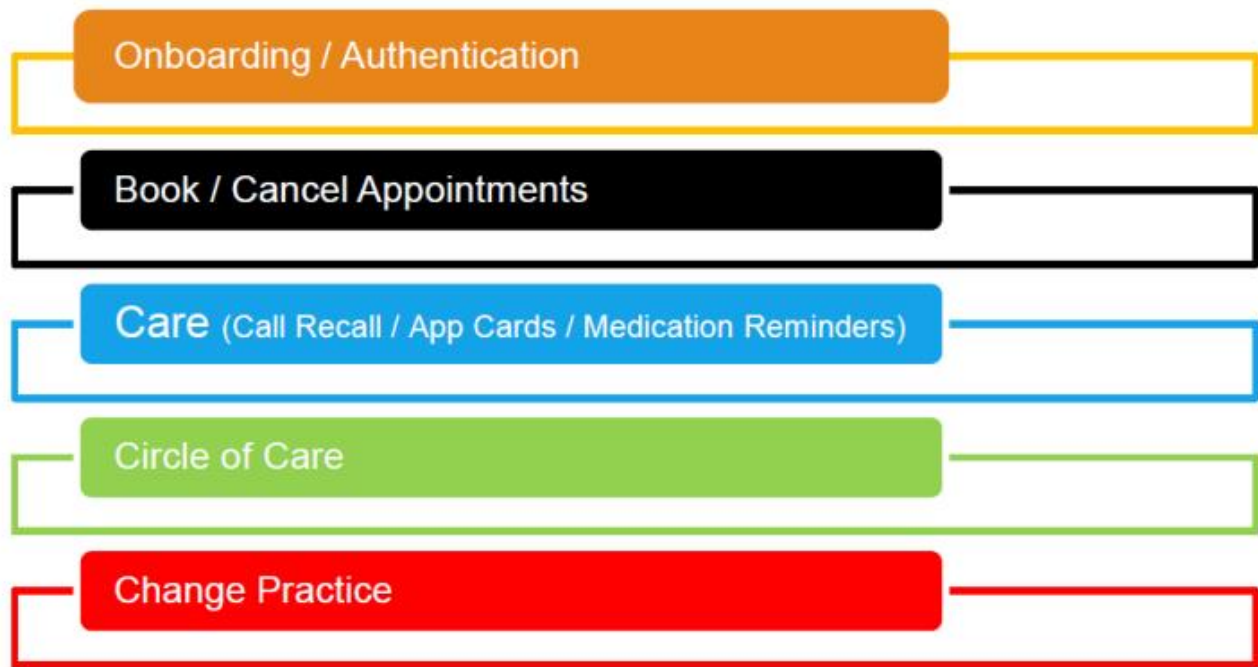 Onboarding / Authentication
Book / Cancel Appointments
Care (Call Recall / App Cards / Medication Reminders)
Circle of Care
Change Practice